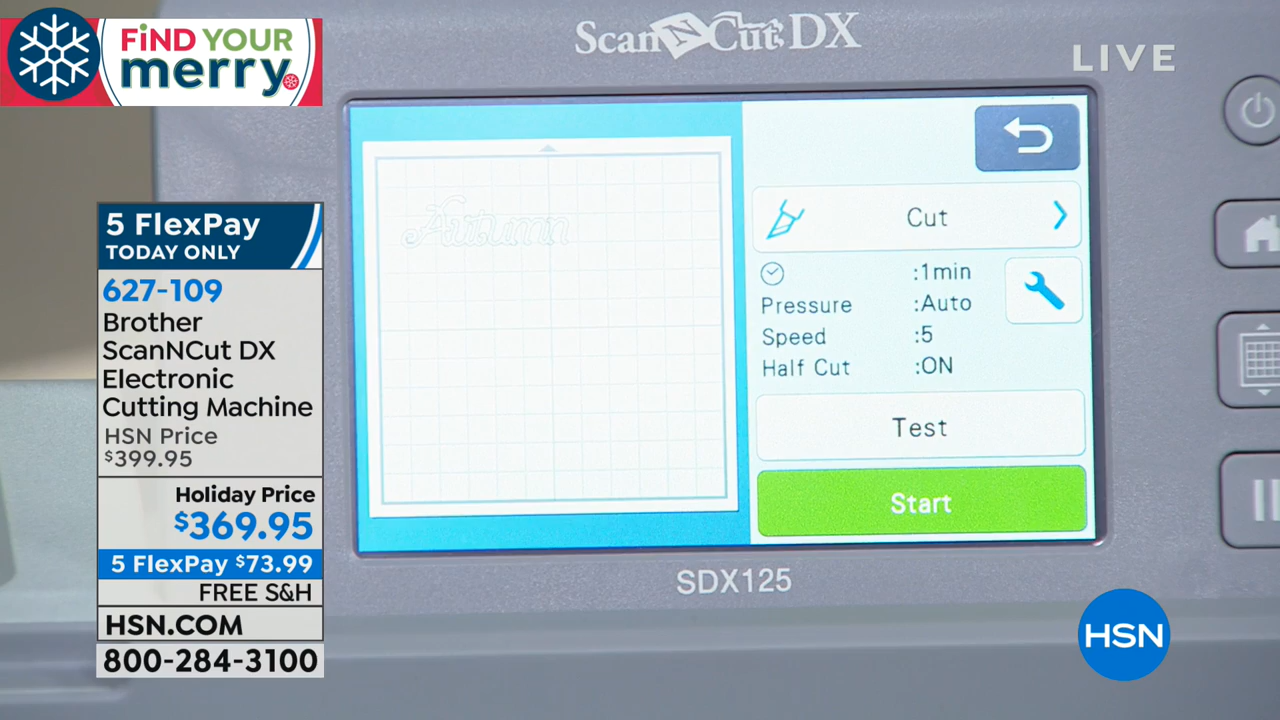 FiND YOUR
merry.
ScanNCut DX
LIVE
5 FlexPay
TODAY ONLY
627-109
Brother
ScanNCut DX
Electronic
Cutting Machine
HSN Price
$399.95
Holiday Price
$369.95
5 FlexPay $73.99
FREE S&H
HSN.COM
800-284-3100
Autumn
Cut
:1min
Pressure :Auto
Speed :5
Half Cut :ON
Test
Start
SDX125
HSN